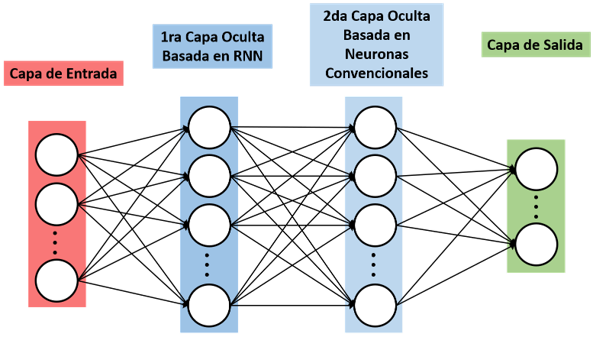 Capa de Entrada
1ra Capa Oculta
Basada en RNN
2da Capa Oculta
Basada en
Neuronas
Convencionales
Capa de Salida